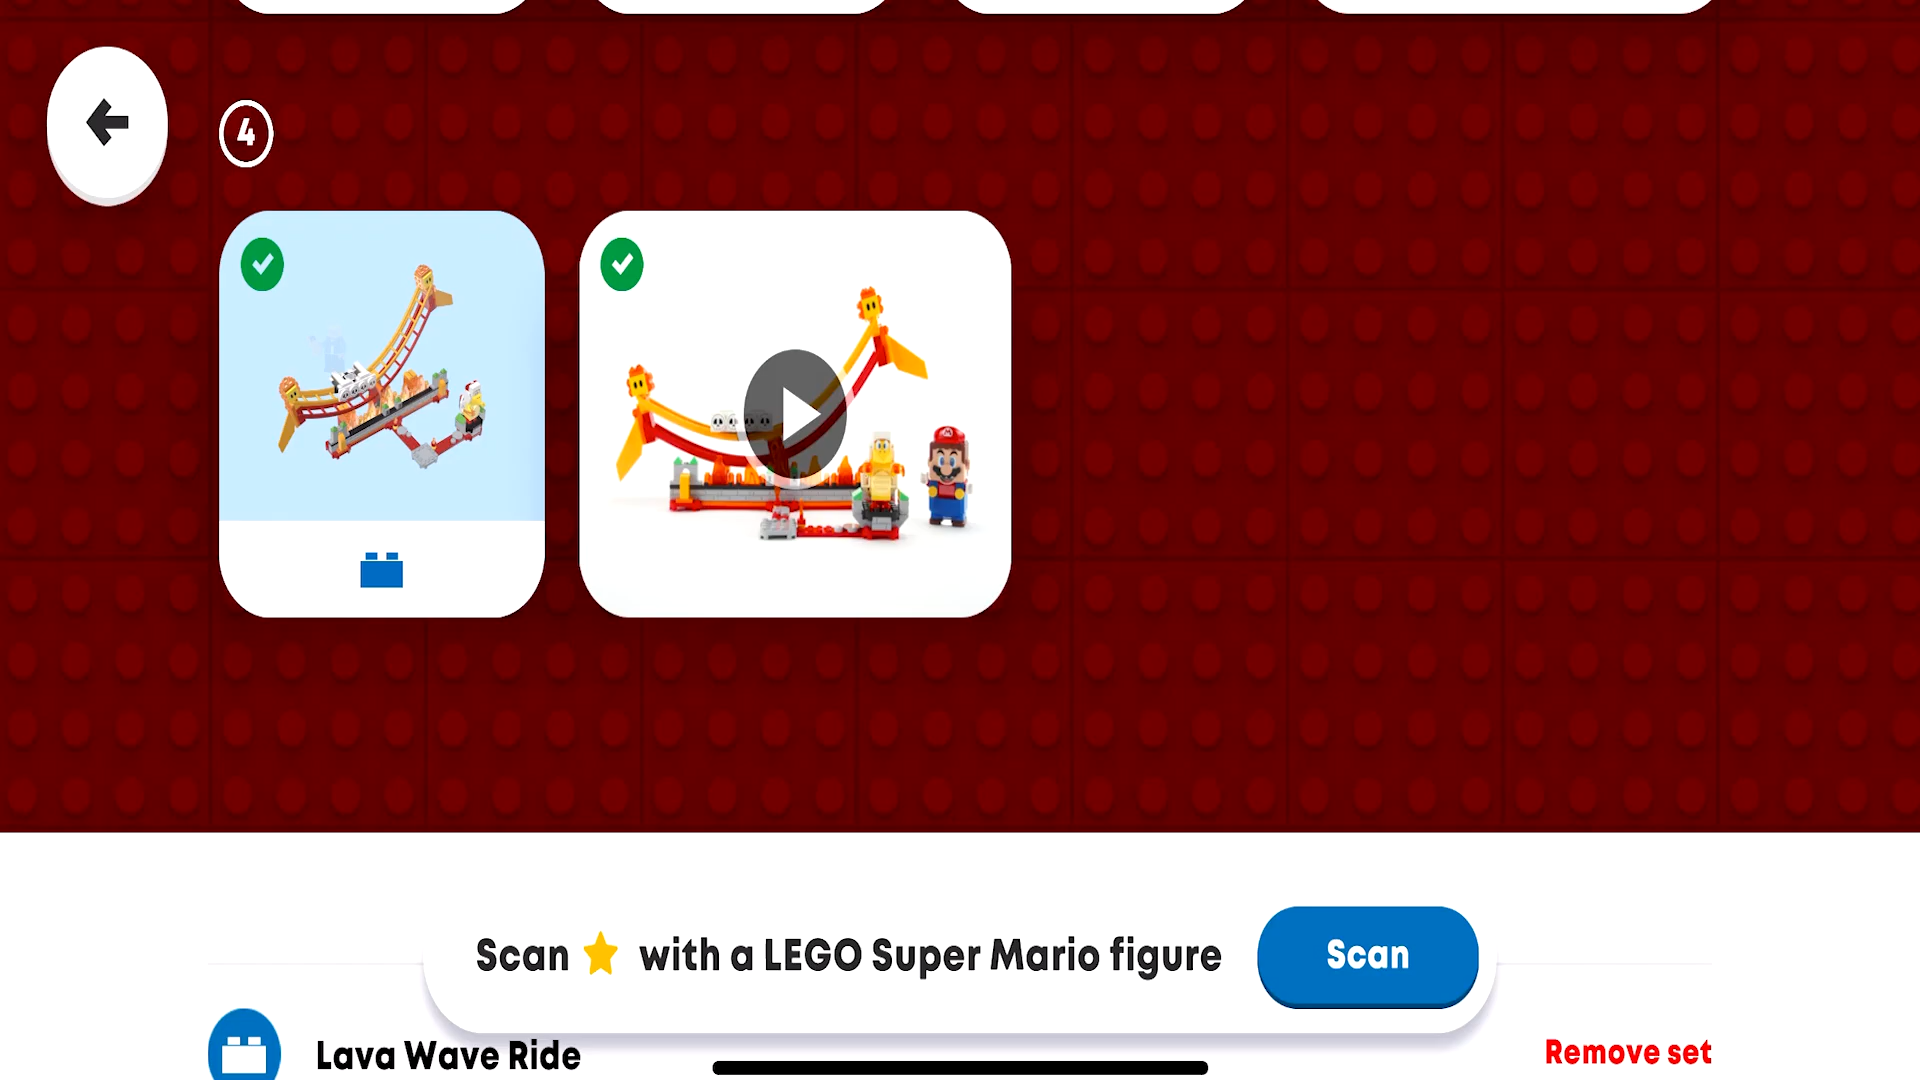 4
Scan with a LEGO Super Mario figure
Scan
Lava Wave Ride
Remove set